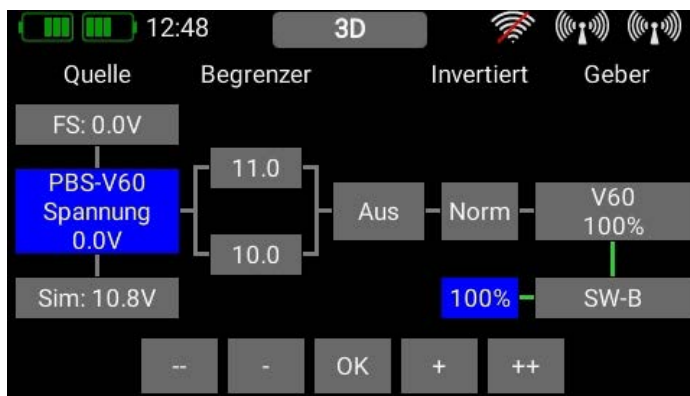 12:48 3D
Quelle Begrenzer Invertiert Geber
FS: 0.0V
PBS-V60
Spannung
0.0V
11.0
10.0
Aus
Norm
V60
100%
Sim: 10.8V
100%
SW-B
-- - OK + ++